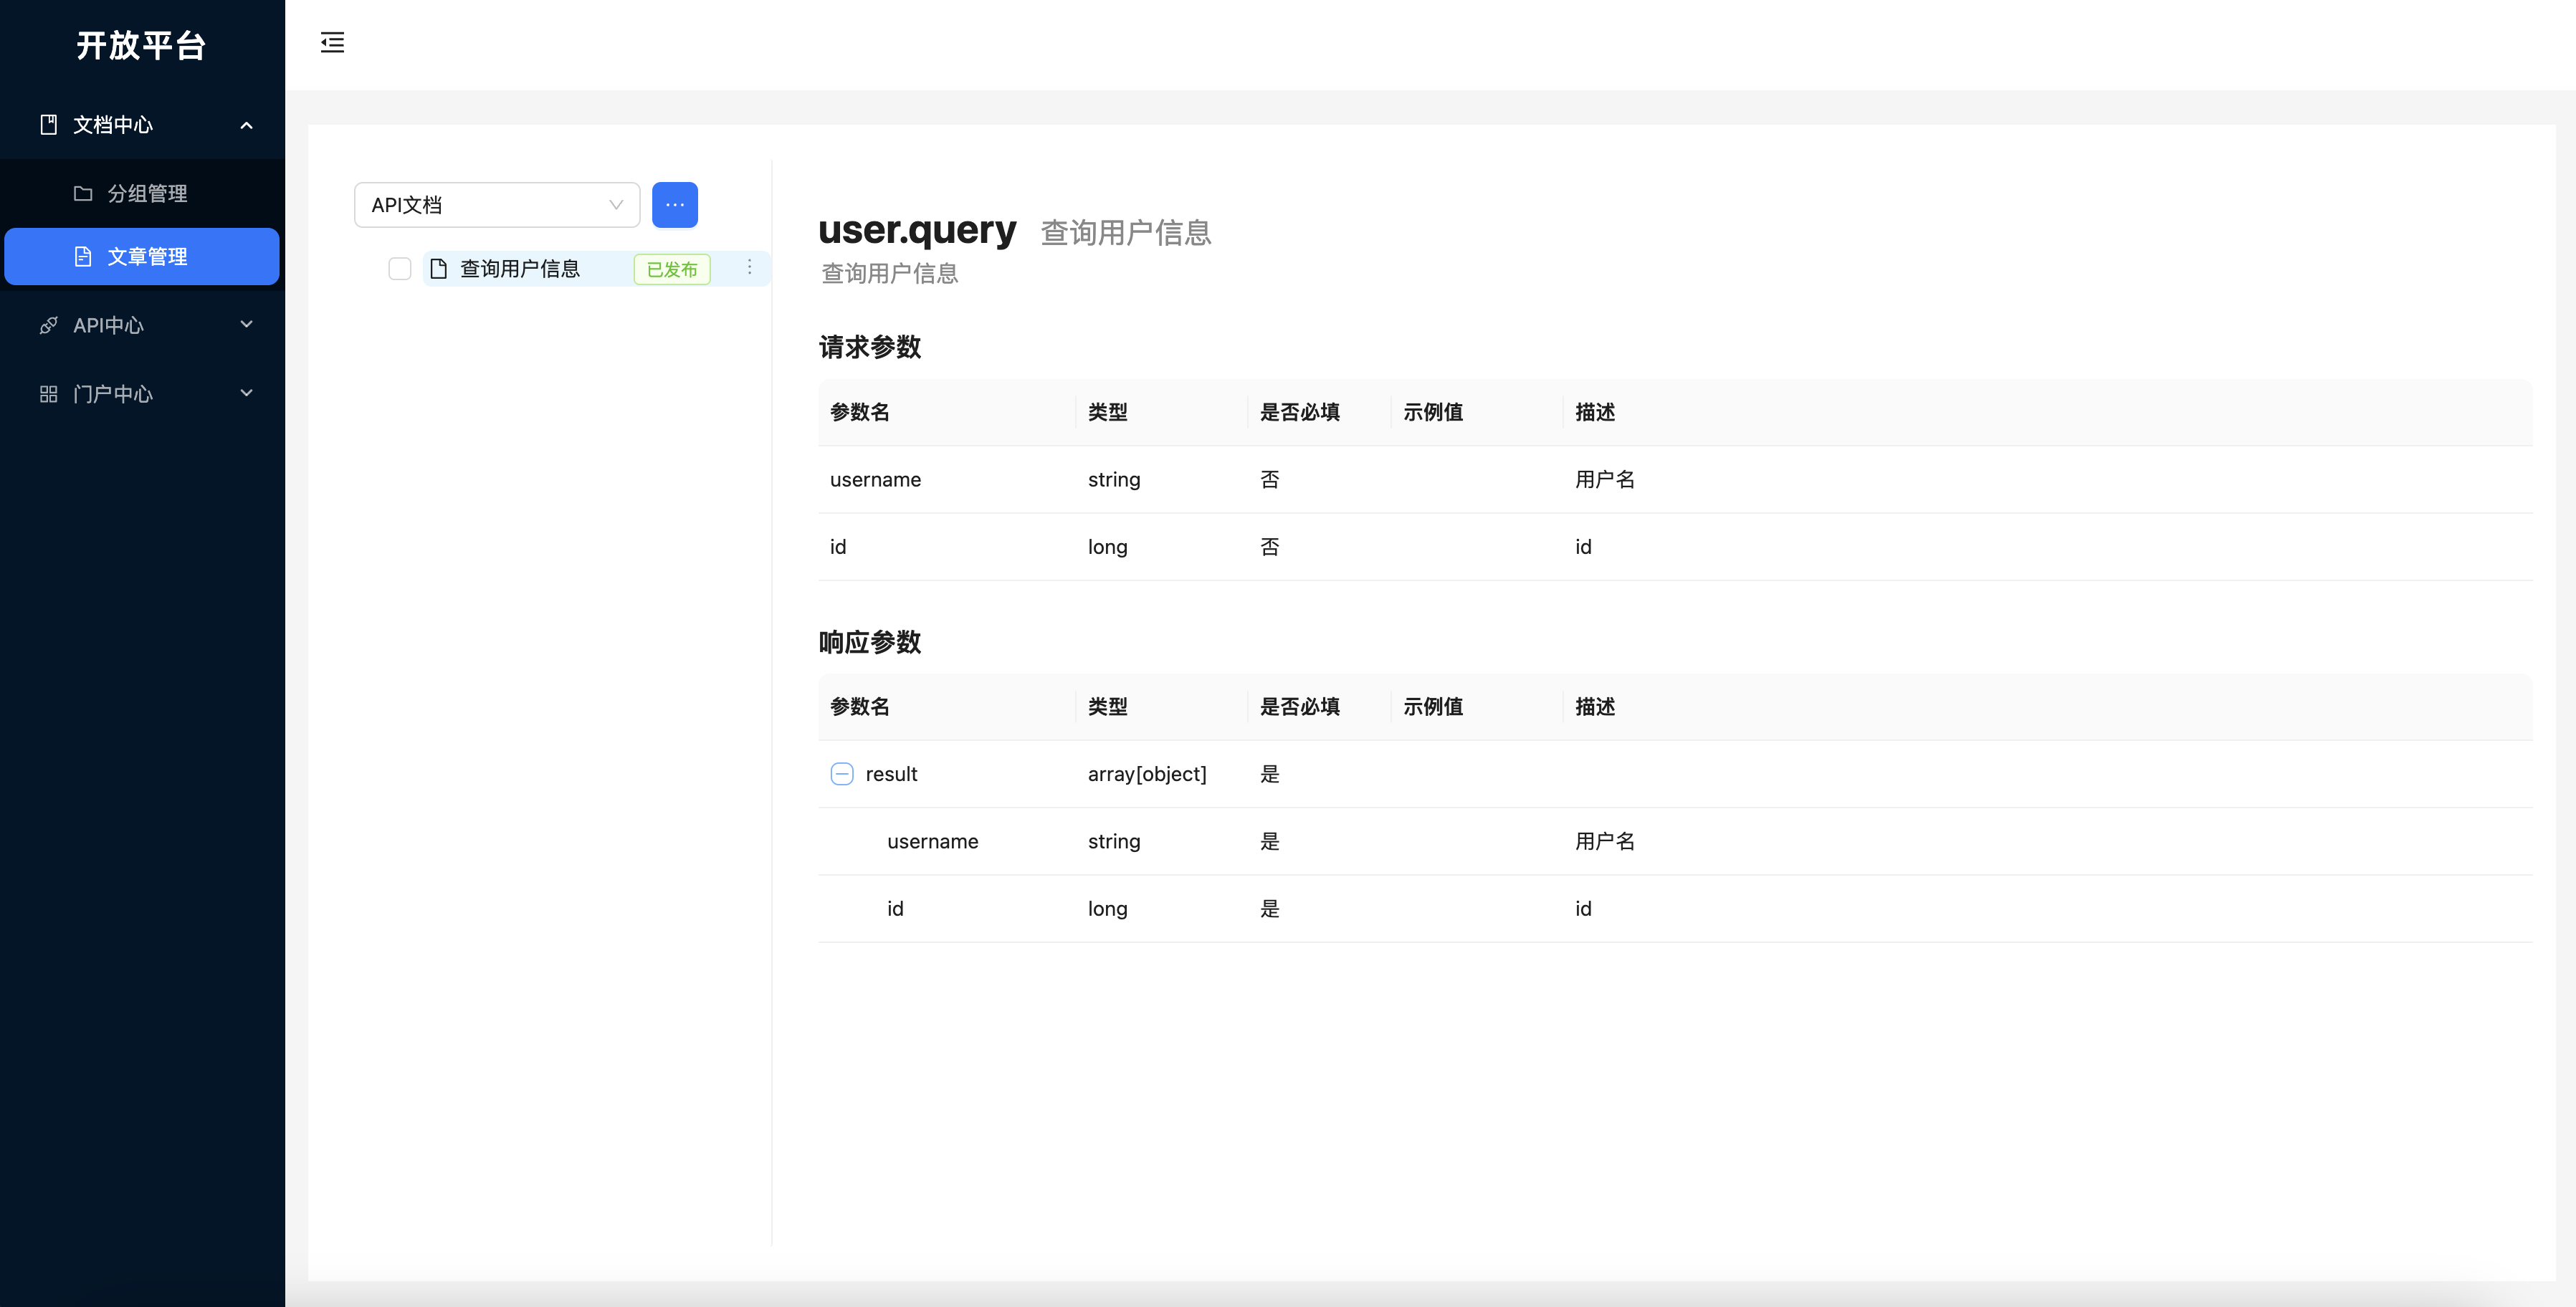 开放平台
文档中心
分组管理
文章管理
API中心
门户中心
API文档
查询用户信息 已发布
user.query 查询用户信息
查询用户信息
请求参数
参数名 类型 是否必填 示例值 描述
username string 否 用户名
id long 否 id
响应参数
参数名 类型 是否必填 示例值 描述
result array[object] 是
username string 是 用户名
id long 是 id